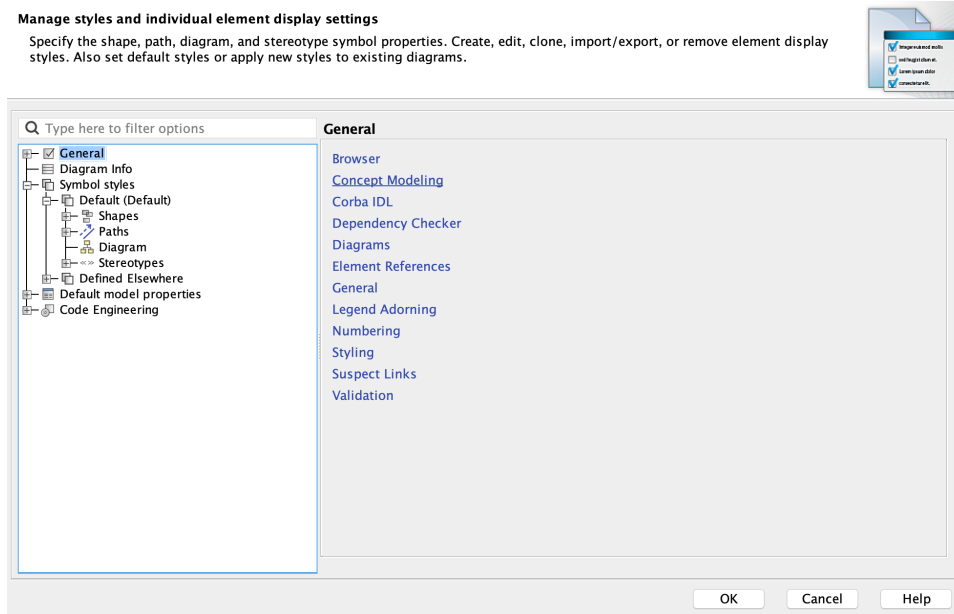 Manage styles and individual element display settings
Specify the shape, path, diagram, and stereotype symbol properties. Create, edit, clone, import/export, or remove element display
styles. Also set default styles or apply new styles to existing diagrams.
Type here to filter options
General
Diagram Info
Symbol styles
Default (Default)
Shapes
Paths
Diagram
«» Stereotypes
Defined Elsewhere
Default model properties
Code Engineering
General
Browser
Concept Modeling
Corba IDL
Dependency Checker
Diagrams
Element References
General
Legend Adorning
Numbering
Styling
Suspect Links
Validation
OK
Cancel
Help